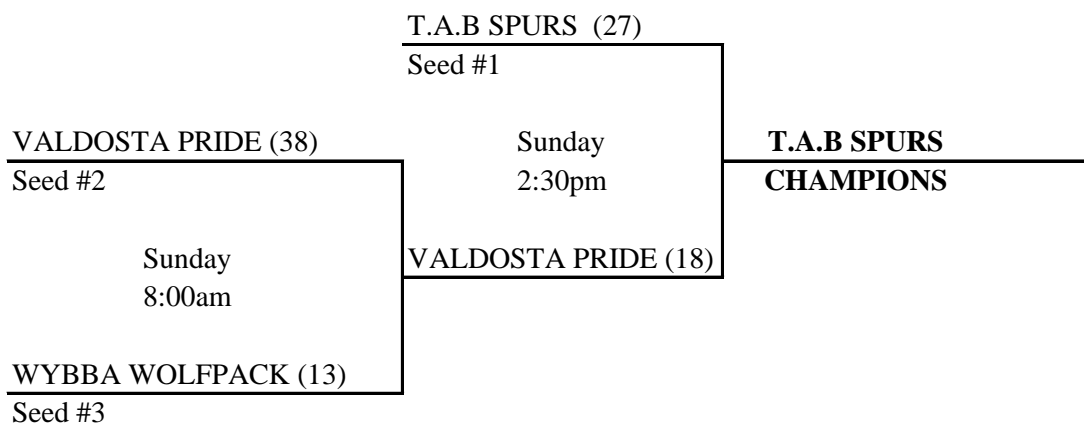 T.A.B SPURS  (27)
Seed #1
VALDOSTA PRIDE (38)
Sunday
T.A.B SPURS
Seed #2
2:30pm
CHAMPIONS
Sunday
VALDOSTA PRIDE (18)
8:00am
WYBBA WOLFPACK (13)
Seed #3